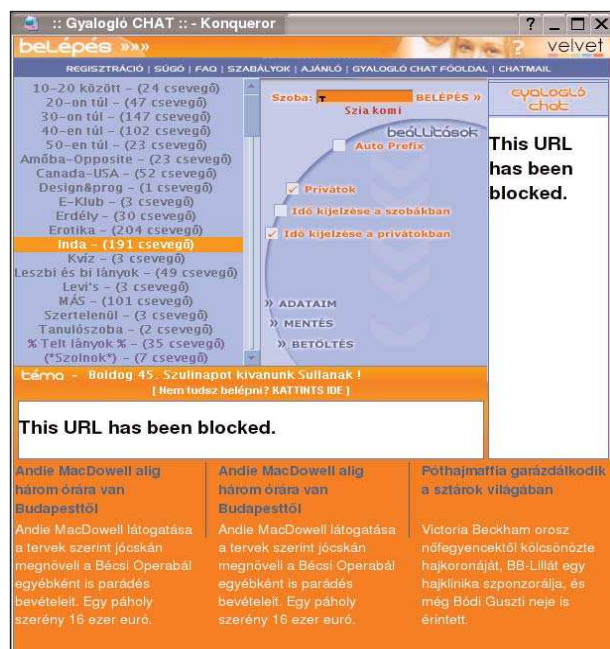 :: Gyalogló CHAT :: - Konqueror
beLépés »»»
? velvet
REGISZTRÁCIÓ | SÚGÓ | FAQ | SZABÁLYOK | AJÁNLÓ | GYALOGLÓ CHAT FŐOLDAL | CHATMAIL
10-20 között - (24 csevegő)
20-on túl - (47 csevegő)
30-on túl - (147 csevegő)
40-en túl - (102 csevegő)
50-en túl - (23 csevegő)
Amőba-Opposite - (23 csevegő)
Canada-USA - (52 csevegő)
Design&prog - (1 csevegő)
E-Klub - (3 csevegő)
Erdély - (30 csevegő)
Erotika - (204 csevegő)
Inda - (191 csevegő)
Kvíz - (3 csevegő)
Leszbi és bi lányok - (49 csevegő)
Levi's - (3 csevegő)
MÁS - (101 csevegő)
Szertelenül - (3 csevegő)
Tanulószoba - (2 csevegő)
% Telt lányok % - (35 csevegő)
(*Szolnok*) - (7 csevegő)
Szoba: T BELÉPÉS »
Szia komi
beállítások
Auto Prefix
Privátok
Idő kijelzése a szobákban
Idő kijelzése a privátokban
» ADATAIM
» MENTÉS
» BETÖLTÉS
GYALOGLÓ
chat
This URL
has been
blocked.
téma - Boldog 45. Szulinapot kivanunk Sullanak !
[ Nem tudsz belépni? KATTINTS IDE ]
This URL has been blocked.
Andie MacDowell alig
három órára van
Budapesttől
Andie MacDowell látogatása
a tervek szerint jócskán
megnöveli a Bécsi Operabál
egyébként is parádés
bevételeit. Egy páholy
szerény 16 ezer euró.
Andie MacDowell alig
három órára van
Budapesttől
Andie MacDowell látogatása
a tervek szerint jócskán
megnöveli a Bécsi Operabál
egyébként is parádés
bevételeit. Egy páholy
szerény 16 ezer euró.
Póthajmaffia garázdálkodik
a sztárok világában
Victoria Beckham orosz
nőfegyencektől kölcsönözte
hajkoronáját, BB-Lillát egy
hajklinika szponzorálja, és
még Bódi Guszti neje is
érintett.